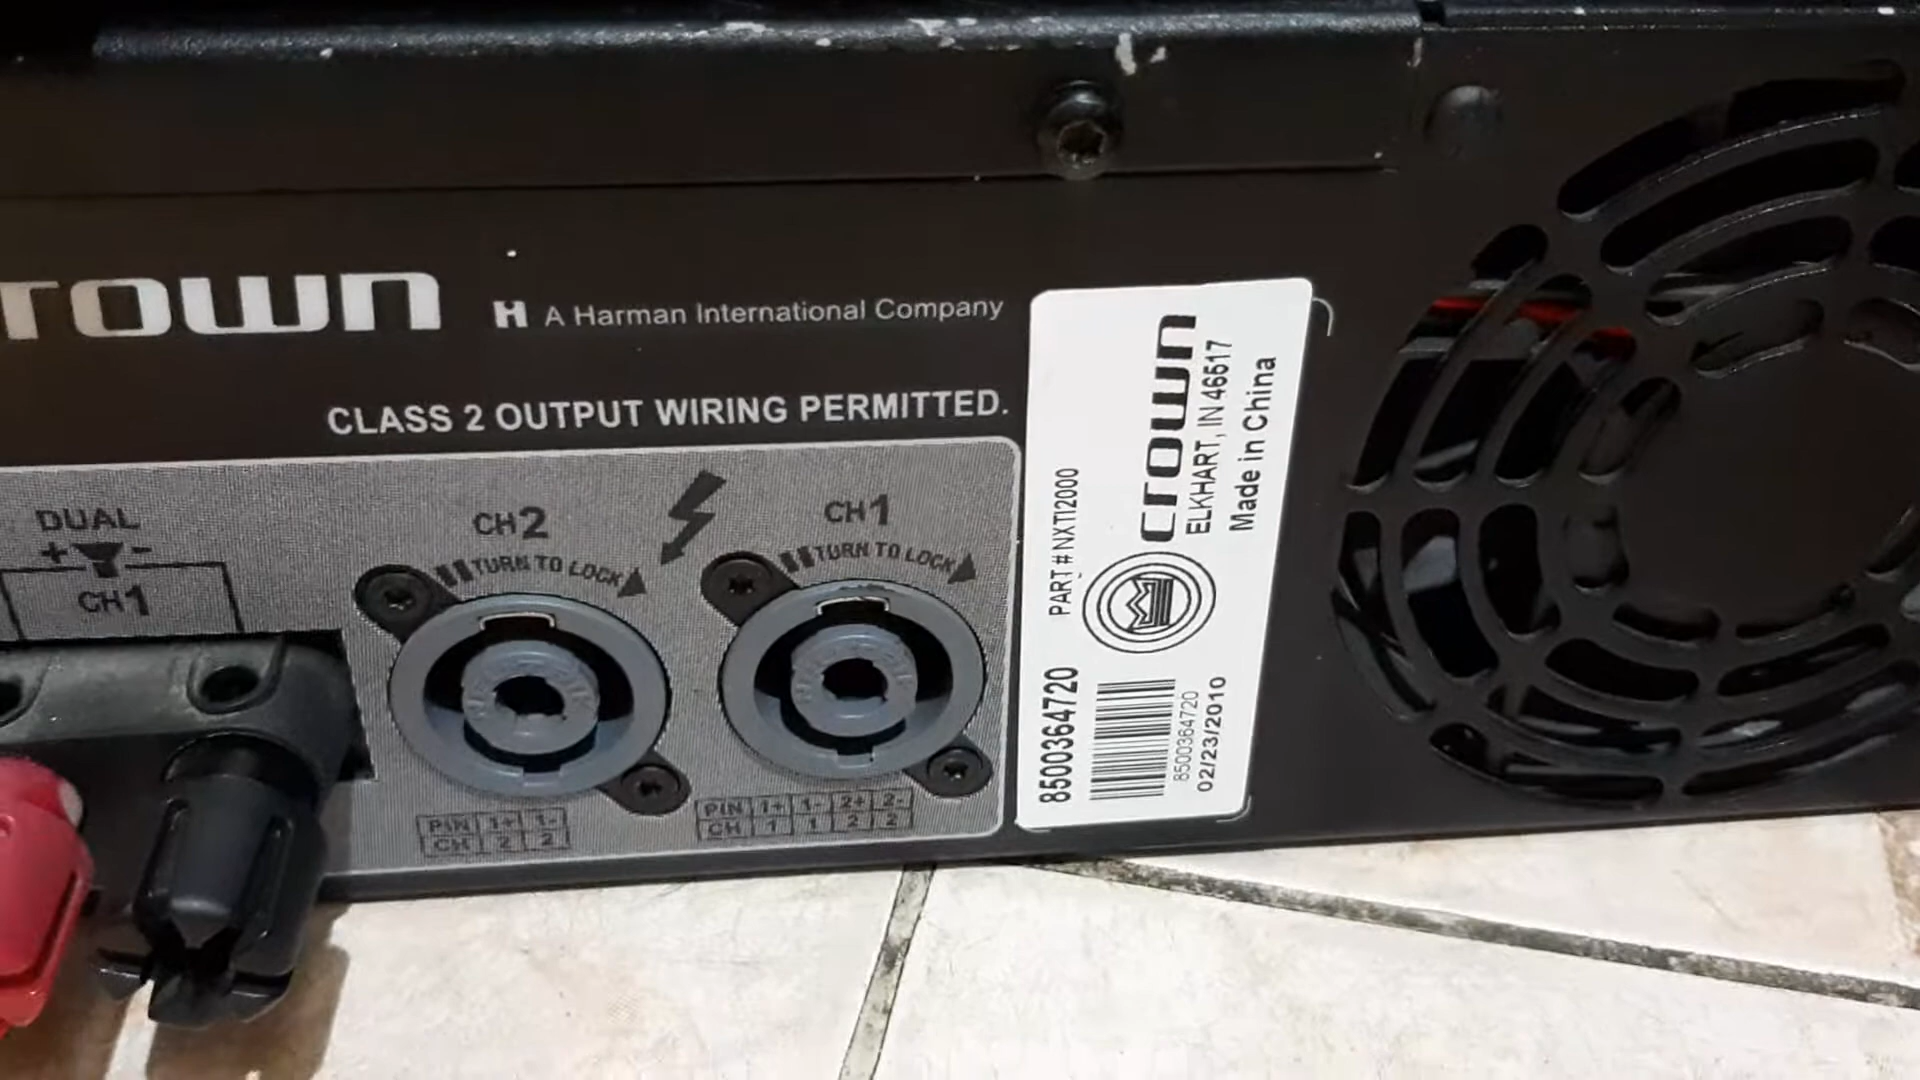 crown
H A Harman International Company
CLASS 2 OUTPUT WIRING PERMITTED.
DUAL
+ -
CH1
CH2
TURN TO LOCK
PIN 1+ 1-
CH 2 2
CH1
TURN TO LOCK
PIN 1+ 1- 2+ 2-
CH 1 1 2 2
8500364720
PART# NXTI2000
crown
ELKHART, IN 46517
Made in China
8500364720
02/23/2010